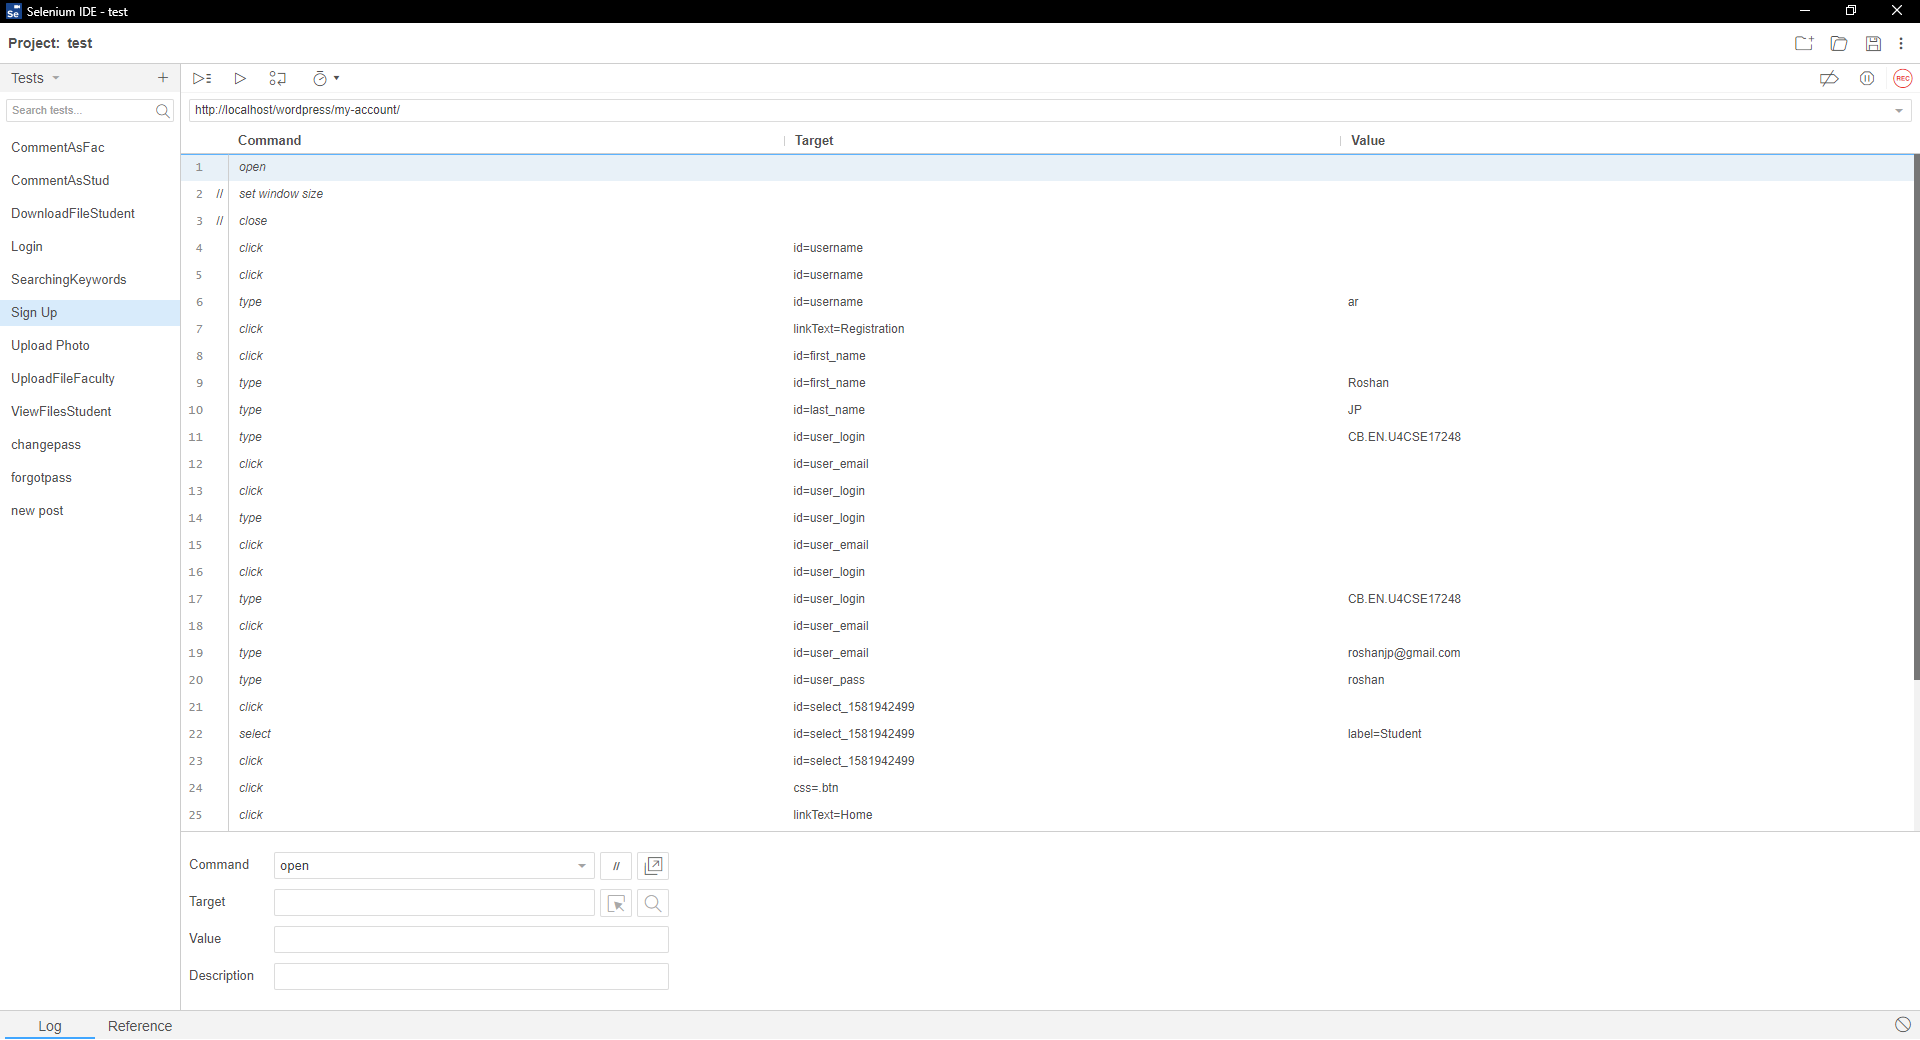 Se Selenium IDE - test
Project: test
Tests
Search tests...
CommentAsFac
CommentAsStud
DownloadFileStudent
Login
SearchingKeywords
Sign Up
Upload Photo
UploadFileFaculty
ViewFilesStudent
changepass
forgotpass
new post
REC
http://localhost/wordpress/my-account/
Command Target Value
1 open
2 // set window size
3 // close
4 click id=username
5 click id=username
6 type id=username ar
7 click linkText=Registration
8 click id=first_name
9 type id=first_name Roshan
10 type id=last_name JP
11 type id=user_login CB.EN.U4CSE17248
12 click id=user_email
13 click id=user_login
14 type id=user_login
15 click id=user_email
16 click id=user_login
17 type id=user_login CB.EN.U4CSE17248
18 click id=user_email
19 type id=user_email roshanjp@gmail.com
20 type id=user_pass roshan
21 click id=select_1581942499
22 select id=select_1581942499 label=Student
23 click id=select_1581942499
24 click css=.btn
25 click linkText=Home
Command open //
Target
Value
Description
Log Reference